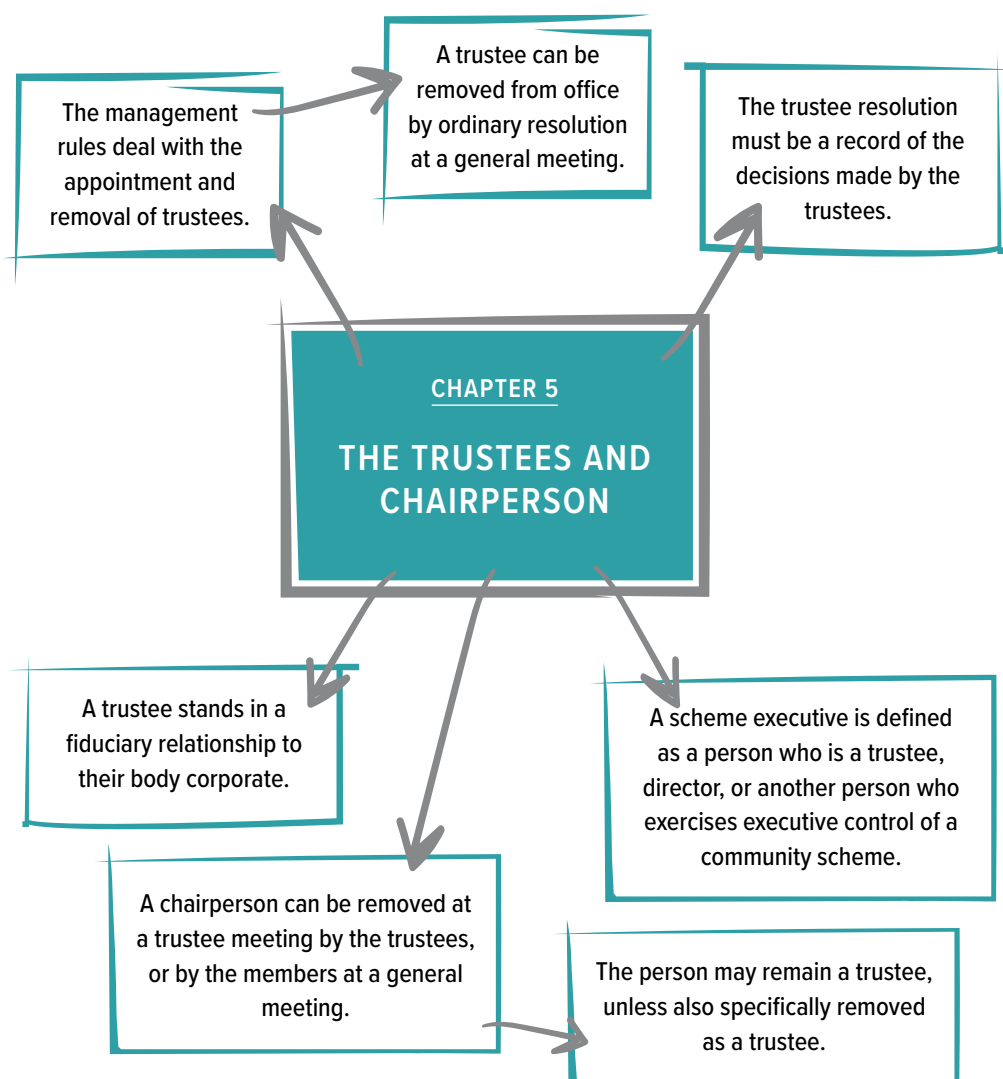 The management
rules deal with the
appointment and
removal of trustees.
A trustee can be
removed from office
by ordinary resolution
at a general meeting.
The trustee resolution
must be a record of the
decisions made by the
trustees.
CHAPTER 5
THE TRUSTEES AND
CHAIRPERSON
A trustee stands in a
fiduciary relationship to
their body corporate.
A scheme executive is defined
as a person who is a trustee,
director, or another person who
exercises executive control of a
community scheme.
A chairperson can be removed at
a trustee meeting by the trustees,
or by the members at a general
meeting.
The person may remain a trustee,
unless also specifically removed
as a trustee.